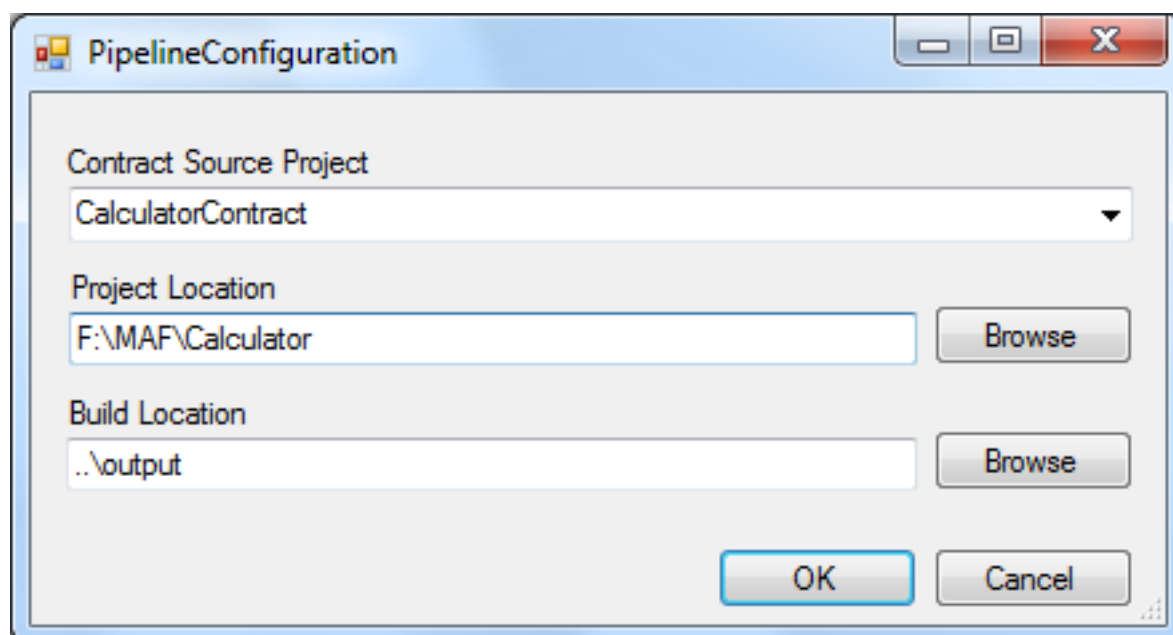 PipelineConfiguration
Contract Source Project
CalculatorContract
Project Location
F:\MAF\Calculator
Browse
Build Location
..\output
Browse
OK
Cancel